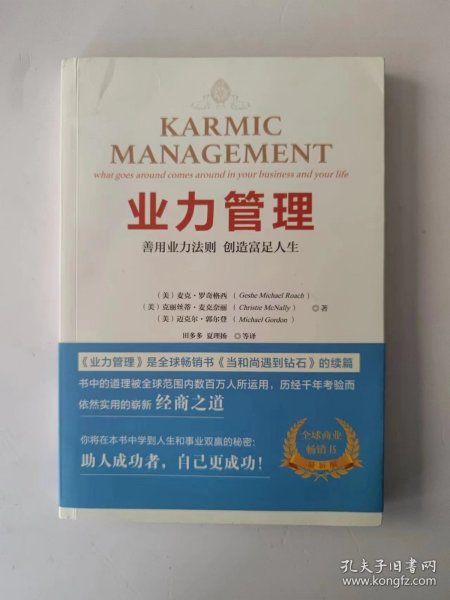 KARMIC
MANAGEMENT
what goes around comes around in your business and your life
业力管理
善用业力法则 创造富足人生
（美）麦克·罗奇格西（Geshe Michael Roach）
（美）克丽丝蒂·麦克奈丽（Christie McNally） ◎著
（美）迈克尔·郭尔登（Michael Gordon）
田多多 夏理扬 等译
《业力管理》是全球畅销书《当和尚遇到钻石》的续篇
书中的道理被全球范围内数百万人所运用，历经千年考验而
依然实用的崭新 经商之道
你将在本书中学到人生和事业双赢的秘密：
助人成功者，自己更成功！
全球商业
畅销书
最新版
孔夫子旧书网
www.kongfz.com